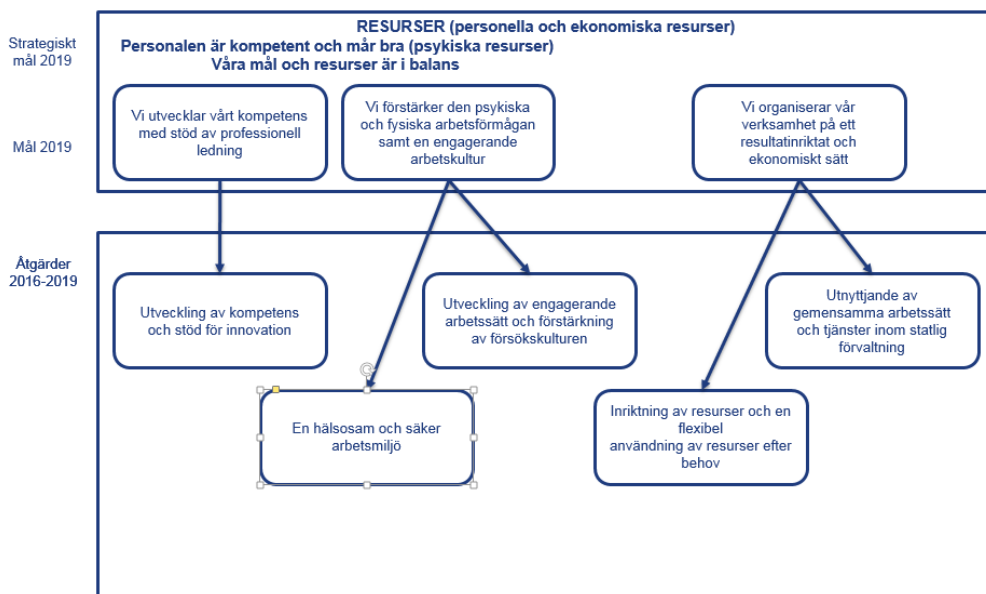 RESURSER (personella och ekonomiska resurser)
Strategiskt
mål 2019
Personalen är kompetent och mår bra (psykiska resurser)
Våra mål och resurser är i balans
Mål 2019
Vi utvecklar vårt kompetens
med stöd av professionell
ledning
Vi förstärker den psykiska
och fysiska arbetsförmågan
samt en engagerande
arbetskultur
Vi organiserar vår
verksamhet på ett
resultatinriktat och
ekonomiskt sätt
Åtgärder
2016-2019
Utveckling av kompetens
och stöd för innovation
Utveckling av engagerande
arbetssätt och förstärkning
av försökskulturen
Utnyttjande av
gemensamma arbetssätt
och tjänster inom statlig
förvaltning
En hälsosam och säker
arbetsmiljö
Inriktning av resurser och en
flexibel
användning av resurser efter
behov